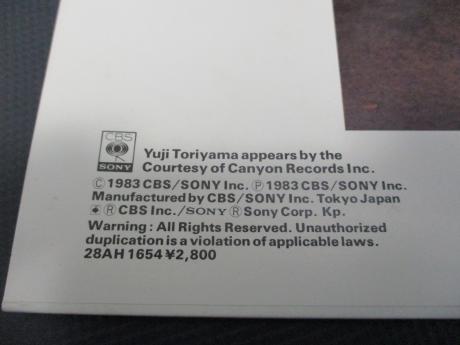 CBS
SONY
Yuji Toriyama appears by the
Courtesy of Canyon Records Inc.
Ⓒ 1983 CBS/SONY Inc. Ⓟ 1983 CBS/SONY Inc.
Manufactured by CBS/SONY Inc. Tokyo Japan
Ⓡ CBS Inc./SONY Ⓡ Sony Corp. Kp.
Warning : All Rights Reserved. Unauthorized
duplication is a violation of applicable laws.
28AH 1654 ¥2,800